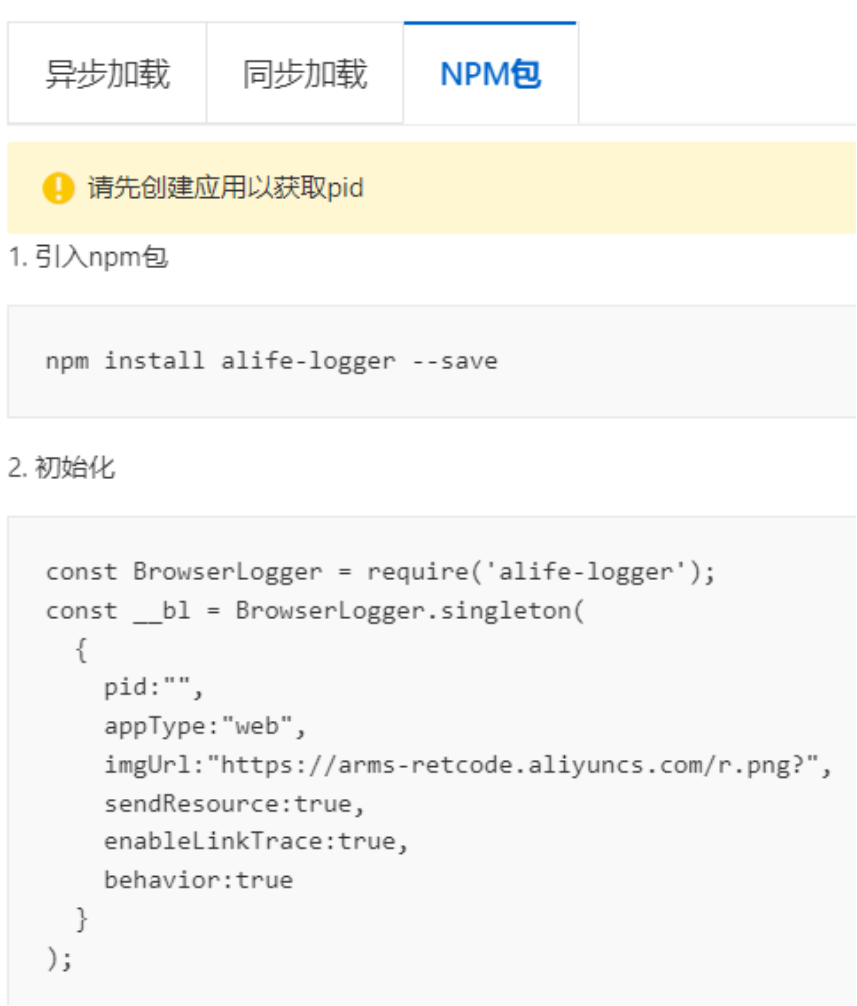 异步加载 同步加载 NPM包
请先创建应用以获取pid
1. 引入npm包
npm install alife-logger --save
2. 初始化
const BrowserLogger = require('alife-logger');
const __bl = BrowserLogger.singleton(
  {
    pid:"",
    appType:"web",
    imgUrl:"https://arms-retcode.aliyuncs.com/r.png?",
    sendResource:true,
    enableLinkTrace:true,
    behavior:true
  }
);